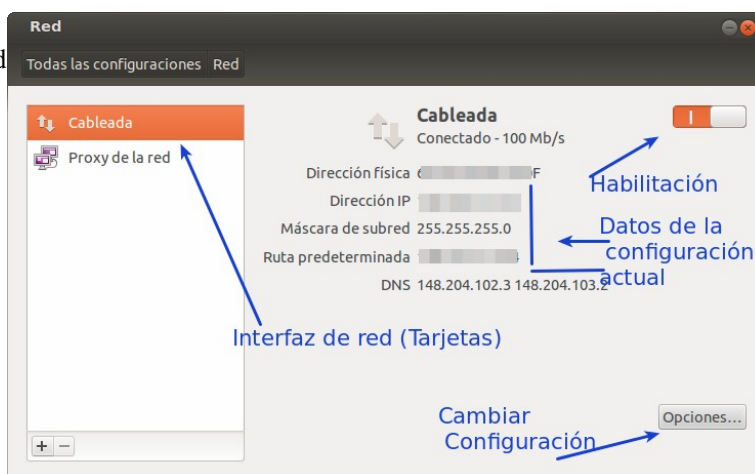 Red
d
Todas las configuraciones Red
Cableada
Proxy de la red
Cableada
Conectado - 100 Mb/s
Dirección física
Dirección IP
Máscara de subred 255.255.255.0
Ruta predeterminada
DNS 148.204.102.3 148.204.103.2
Habilitación
Datos de la
configuración
actual
Interfaz de red (Tarjetas)
Cambiar
Configuración
Opciones...